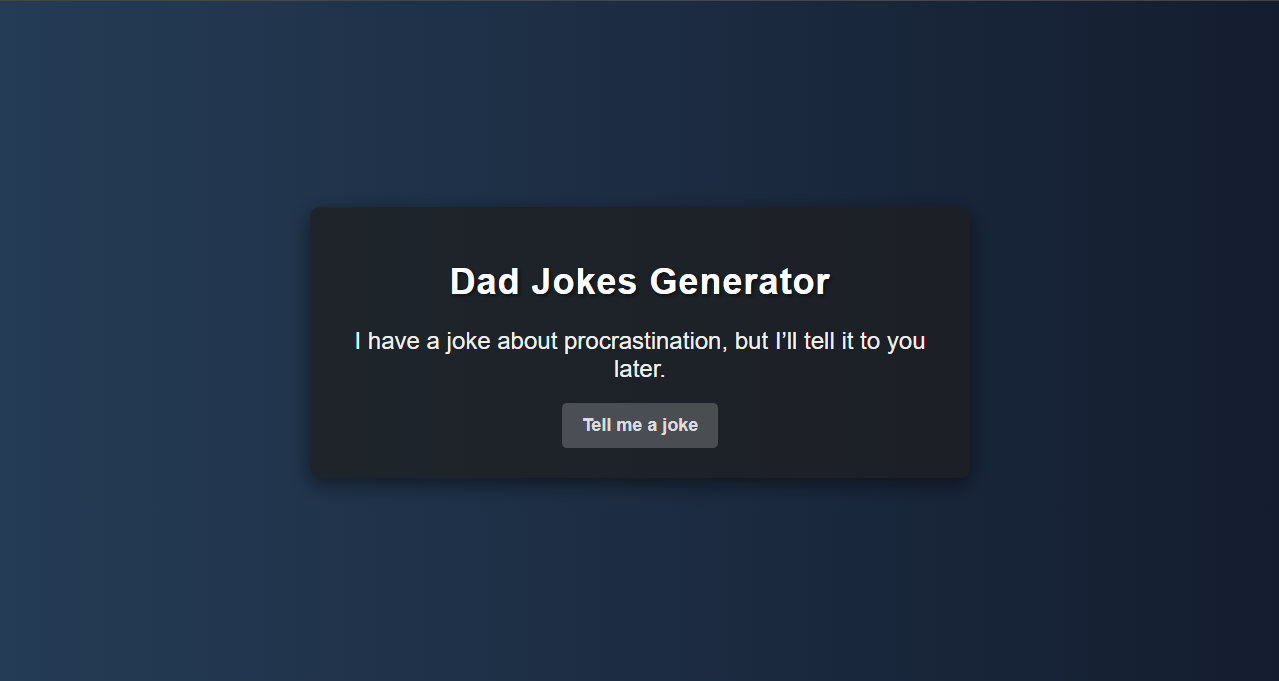 Dad Jokes Generator
I have a joke about procrastination, but I’ll tell it to you
later.
Tell me a joke